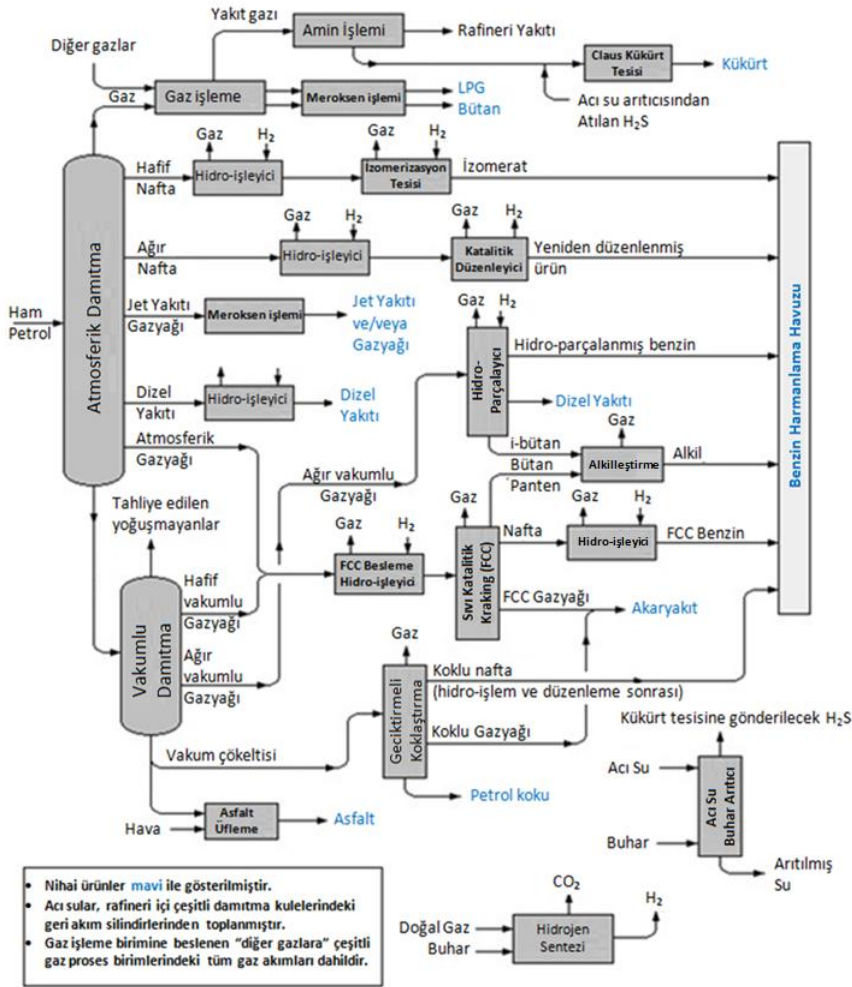 Yakıt gazı
Amin İşlemi
Rafineri Yakıtı
Diğer gazlar
Gaz
Gaz işleme
Meroksen işlemi
LPG
Bütan
Claus Kükürt
Tesisi
Kükürt
Acı su arıtıcısından
Atılan H₂S
Ham
Petrol
Atmosferik Damıtma
Hafif
Nafta
Gaz
H₂
Hidro-işleyici
Gaz
H₂
İzomerizasyon
Tesisi
İzomerat
Ağır
Nafta
Gaz
H₂
Hidro-işleyici
Gaz
H₂
Katalitik
Düzenleyici
Yeniden düzenlenmiş
ürün
Jet Yakıtı
Gazyağı
Meroksen işlemi
Jet Yakıtı
ve/veya
Gazyağı
Dizel
Yakıtı
Hidro-işleyici
Dizel
Yakıtı
Atmosferik
Gazyağı
Gaz
H₂
Hidro-
Parçalayıcı
Hidro-parçalanmış benzin
Dizel Yakıtı
i-bütan
Bütan
Panten
Gaz
Alkilleştirme
Alkil
Benzin Harmanlama Havuzu
Ağır vakumlu
Gazyağı
Tahliye edilen
yoğuşmayanlar
Vakumlu
Damıtma
Hafif
vakumlu
Gazyağı
Ağır
vakumlu
Gazyağı
Gaz
H₂
FCC Besleme
Hidro-işleyici
Gaz
Sıvı Katalitik
Kraking (FCC)
Nafta
Gaz
H₂
Hidro-işleyici
FCC Benzin
FCC Gazyağı
Akaryakıt
Gaz
Geciktirmeli
Koklaştırma
Koklu nafta
(hidro-işlem ve düzenleme sonrası)
Koklu Gazyağı
Petrol koku
Vakum çökeltisi
Hava
Asfalt
Üfleme
Asfalt
Kükürt tesisine gönderilecek H₂S
Acı Su
Buhar
Acı Su
Buhar Arıtıcı
Arıtılmış
Su
CO₂
H₂
Doğal Gaz
Buhar
Hidrojen
Sentezi
• Nihai ürünler mavi ile gösterilmiştir.
• Acı sular, rafineri içi çeşitli damıtma kulelerindeki
geri akım silindirlerinden toplanmıştır.
• Gaz işleme birimine beslenen "diğer gazlara" çeşitli
gaz proses birimlerindeki tüm gaz akımları dahildir.